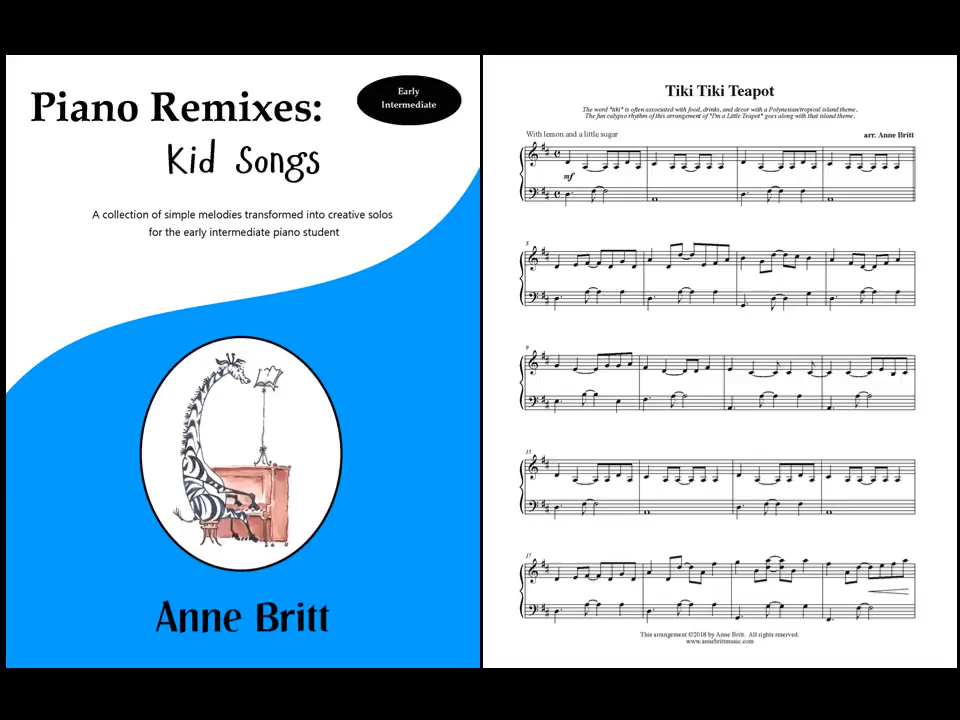 Piano Remixes:
Early
Intermediate
Kid Songs
A collection of simple melodies transformed into creative solos
for the early intermediate piano student
Anne Britt
Tiki Tiki Teapot
The word "tiki" is often associated with food, drinks, and décor with a Polynesian/tropical island theme.
The fun calypso rhythm of this arrangement of "I'm a Little Teapot" goes along with that island theme.
With lemon and a little sugar
arr. Anne Britt
mf
5
9
13
17
This arrangement ©2018 by Anne Britt. All rights reserved.
www.annebrittmusic.com